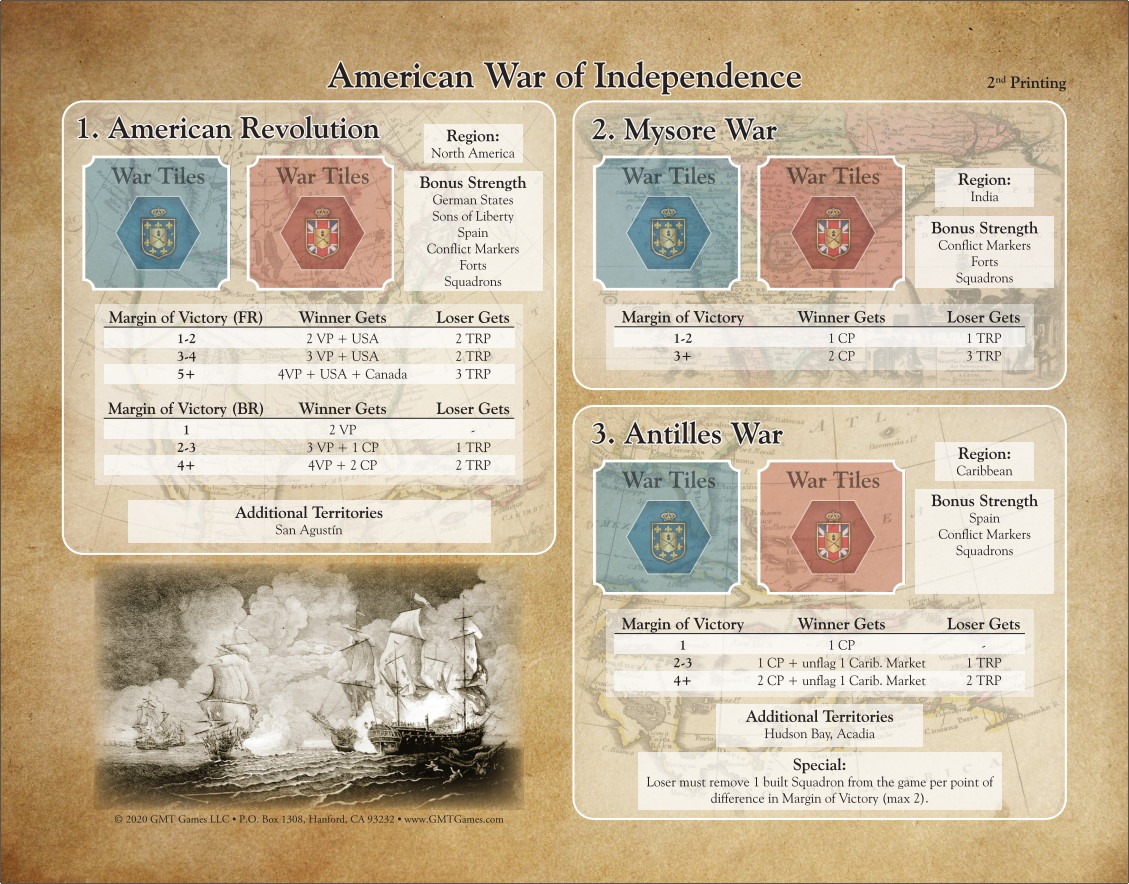 American War of Independence
2nd Printing
1. American Revolution
Region:
North America
War Tiles
War Tiles
Bonus Strength
German States
Sons of Liberty
Spain
Conflict Markers
Forts
Squadrons
Margin of Victory (FR) Winner Gets Loser Gets
1-2 2 VP + USA 2 TRP
3-4 3 VP + USA 2 TRP
5+ 4VP + USA + Canada 3 TRP
Margin of Victory (BR) Winner Gets Loser Gets
1 2 VP -
2-3 3 VP + 1 CP 1 TRP
4+ 4VP + 2 CP 2 TRP
Additional Territories
San Agustín
© 2020 GMT Games LLC • P.O. Box 1308, Hanford, CA 93232 • www.GMTGames.com
2. Mysore War
War Tiles
War Tiles
Region:
India
Bonus Strength
Conflict Markers
Forts
Squadrons
Margin of Victory Winner Gets Loser Gets
1-2 1 CP 1 TRP
3+ 2 CP 3 TRP
3. Antilles War
War Tiles
War Tiles
Region:
Caribbean
Bonus Strength
Spain
Conflict Markers
Squadrons
Margin of Victory Winner Gets Loser Gets
1 1 CP -
2-3 1 CP + unflag 1 Carib. Market 1 TRP
4+ 2 CP + unflag 1 Carib. Market 2 TRP
Additional Territories
Hudson Bay, Acadia
Special:
Loser must remove 1 built Squadron from the game per point of
difference in Margin of Victory (max 2).